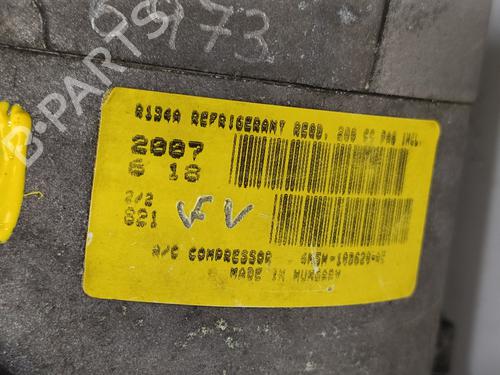 R134A REFRIGERANT REQD. 200 CC PAG INCL.
2007
6 18
2/2
821
VV
A/C COMPRESSOR
MADE IN HUNGARY
B-PARTS